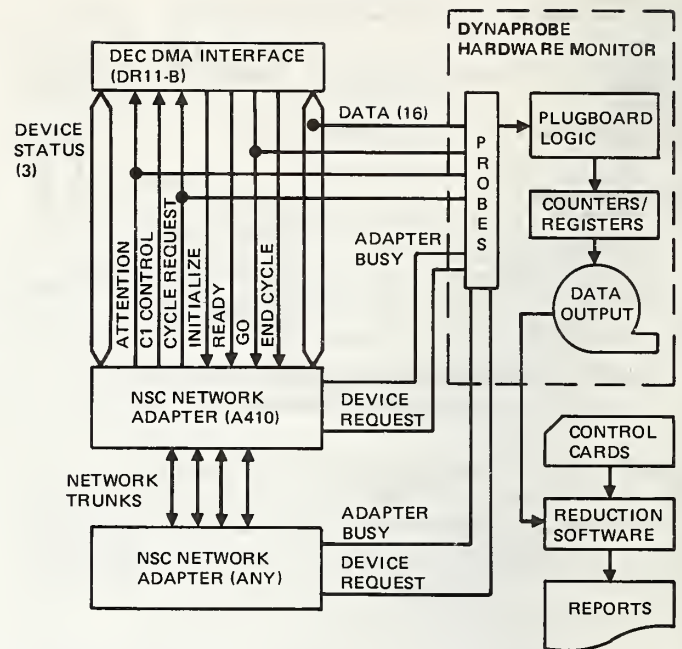 DYNAPROBE
HARDWARE MONITOR
DEC DMA INTERFACE
(DR11-B)
DEVICE
STATUS
(3)
DATA (16)
PROBES
PLUGBOARD
LOGIC
COUNTERS/
REGISTERS
DATA
OUTPUT
ATTENTION
C1 CONTROL
CYCLE REQUEST
INITIALIZE
READY
GO
END CYCLE
ADAPTER
BUSY
NSC NETWORK
ADAPTER (A410)
DEVICE
REQUEST
CONTROL
CARDS
NETWORK
TRUNKS
REDUCTION
SOFTWARE
NSC NETWORK
ADAPTER (ANY)
ADAPTER
BUSY
DEVICE
REQUEST
REPORTS